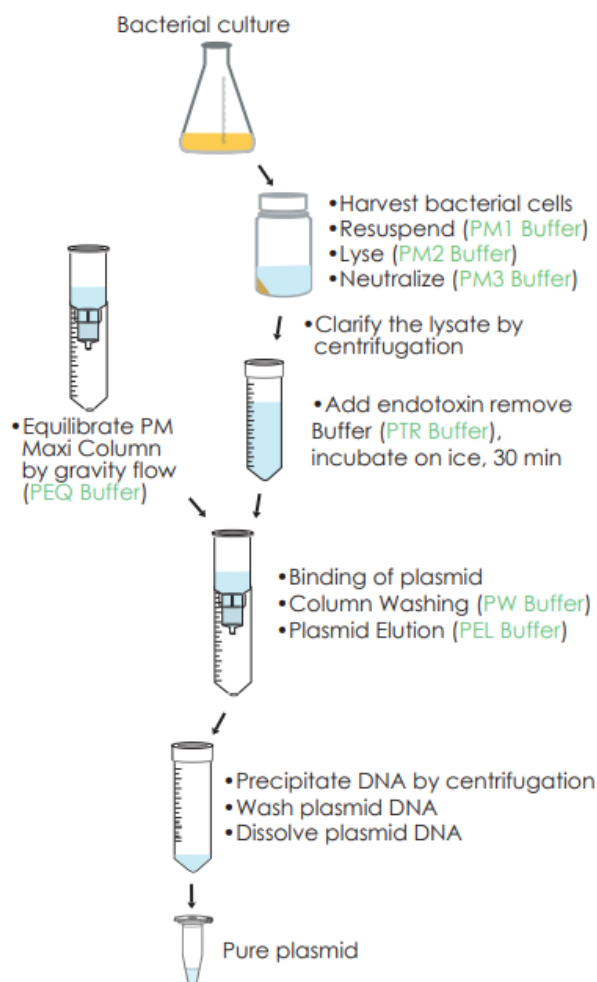 Bacterial culture
•Harvest bacterial cells
•Resuspend (PM1 Buffer)
•Lyse (PM2 Buffer)
•Neutralize (PM3 Buffer)
•Clarify the lysate by
centrifugation
•Add endotoxin remove
Buffer (PTR Buffer),
incubate on ice, 30 min
•Equilibrate PM
Maxi Column
by gravity flow
(PEQ Buffer)
•Binding of plasmid
•Column Washing (PW Buffer)
•Plasmid Elution (PEL Buffer)
•Precipitate DNA by centrifugation
•Wash plasmid DNA
•Dissolve plasmid DNA
Pure plasmid